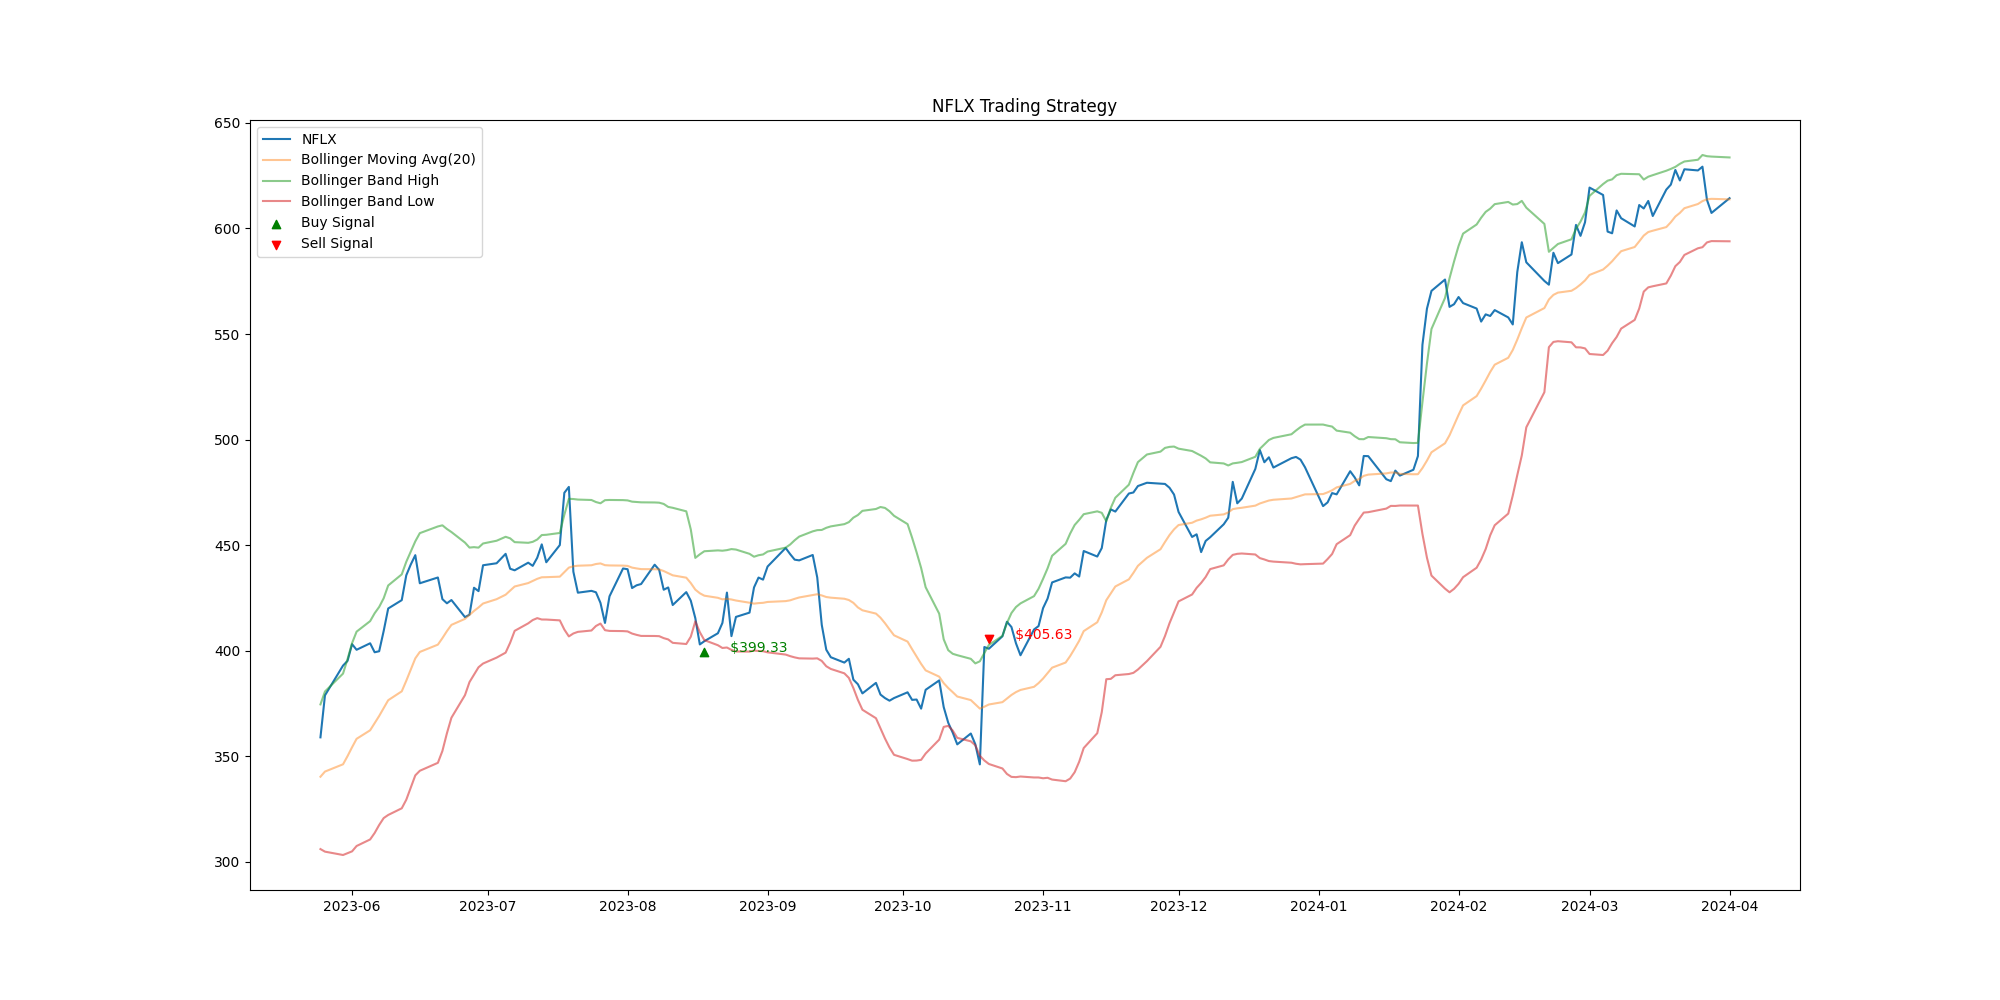 NFLX Trading Strategy
650
600
550
500
450
400
350
300
NFLX
Bollinger Moving Avg(20)
Bollinger Band High
Bollinger Band Low
Buy Signal
Sell Signal
$405.63
$399.33
2023-06 2023-07 2023-08 2023-09 2023-10 2023-11 2023-12 2024-01 2024-02 2024-03 2024-04